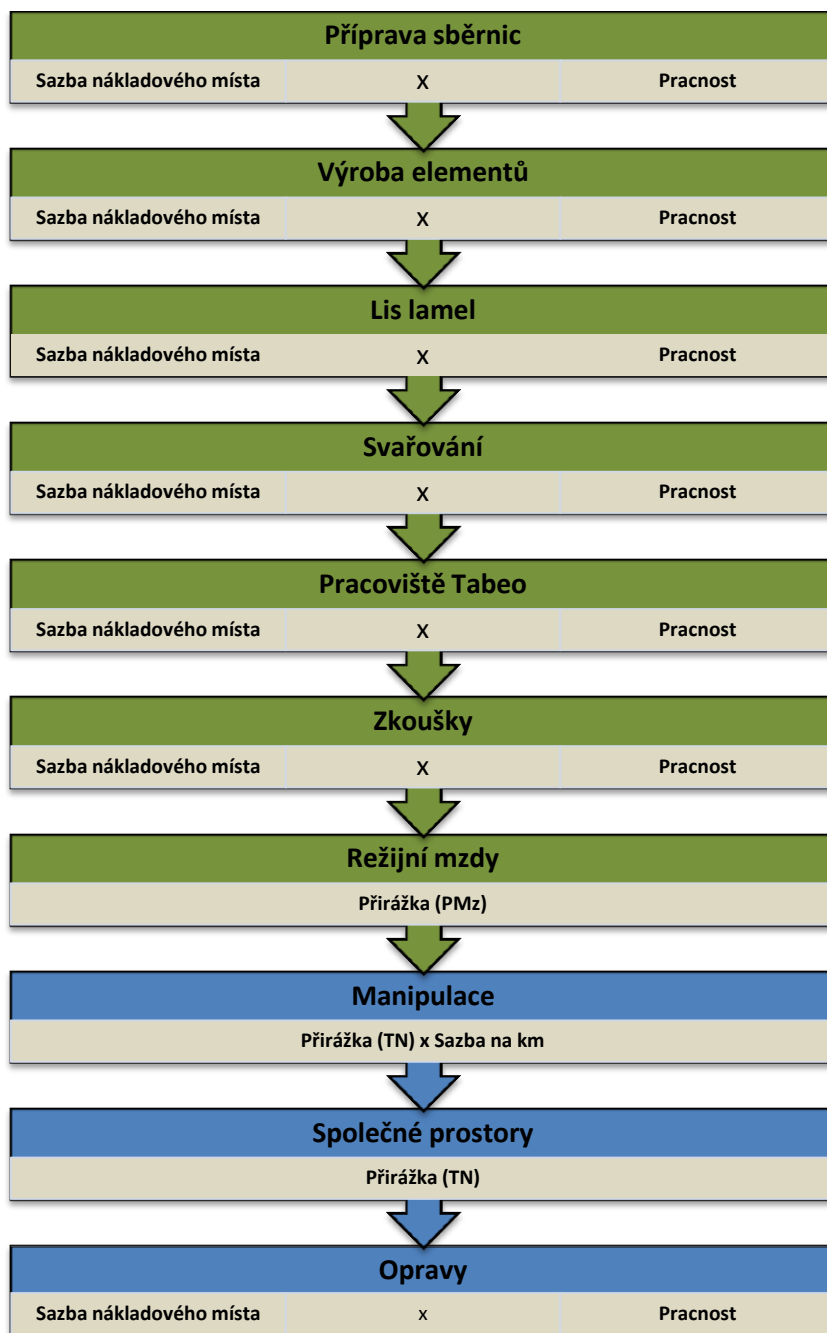 Příprava sběrnic
Sazba nákladového místa x Pracnost
Výroba elementů
Sazba nákladového místa x Pracnost
Lis lamel
Sazba nákladového místa x Pracnost
Svařování
Sazba nákladového místa x Pracnost
Pracoviště Tabeo
Sazba nákladového místa x Pracnost
Zkoušky
Sazba nákladového místa x Pracnost
Režijní mzdy
Přirážka (PMz)
Manipulace
Přirážka (TN) x Sazba na km
Společné prostory
Přirážka (TN)
Opravy
Sazba nákladového místa x Pracnost